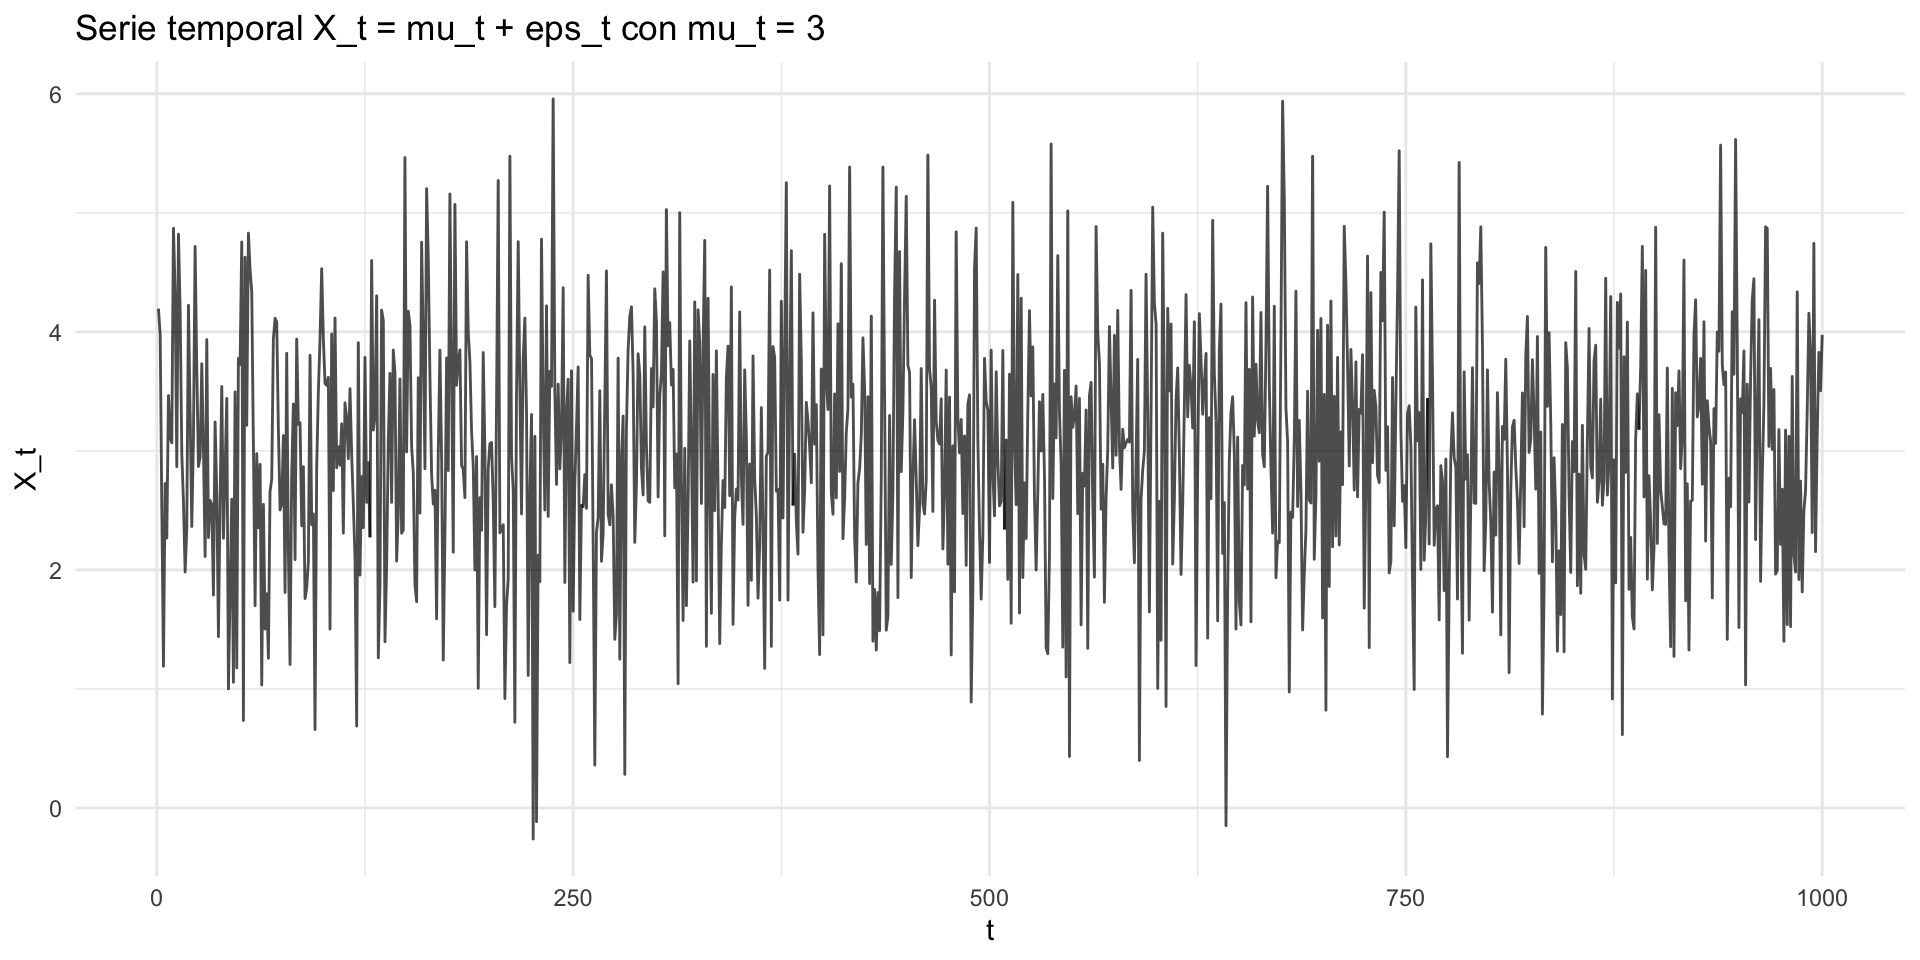 Serie temporal X_t = mu_t + eps_t con mu_t = 3
6
4
2
0
X_t
0 250 500 750 1000
t